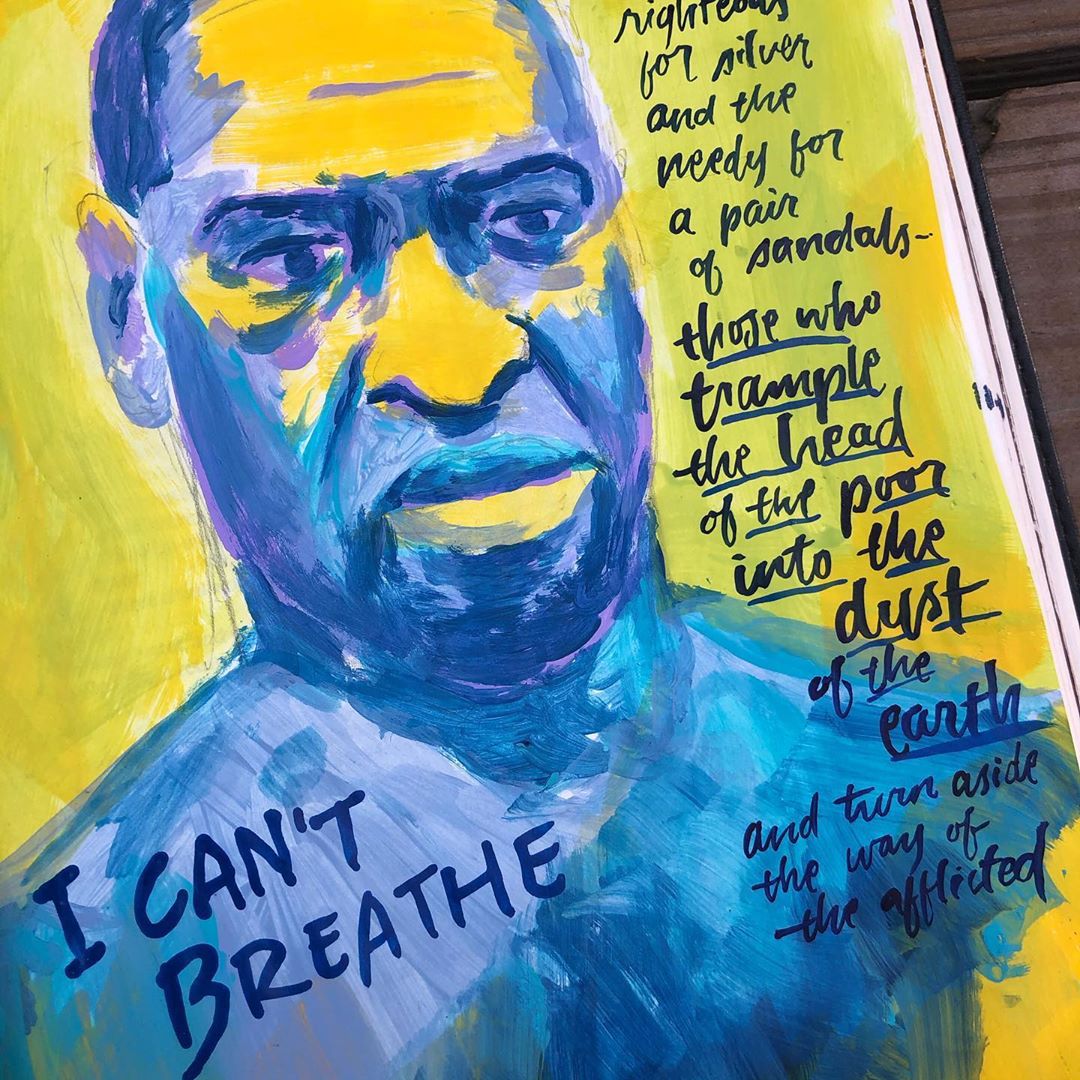 righteous
for silver
and the
needy for
a pair
of sandals-
those who
trample
the head
of the poor
into the
dust
of the
earth
and turn aside
the way of
the afflicted
I CAN'T
BREATHE